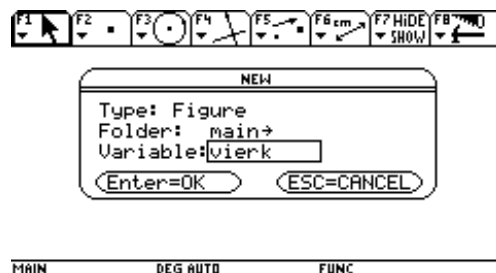 F1 F2 F3 F4 F5 F6 cm F7 HiDE SHOW F8
NEW
Type: Figure
Folder: main→
Variable: vierk
Enter=OK ESC=CANCEL
MAIN DEG AUTO FUNC